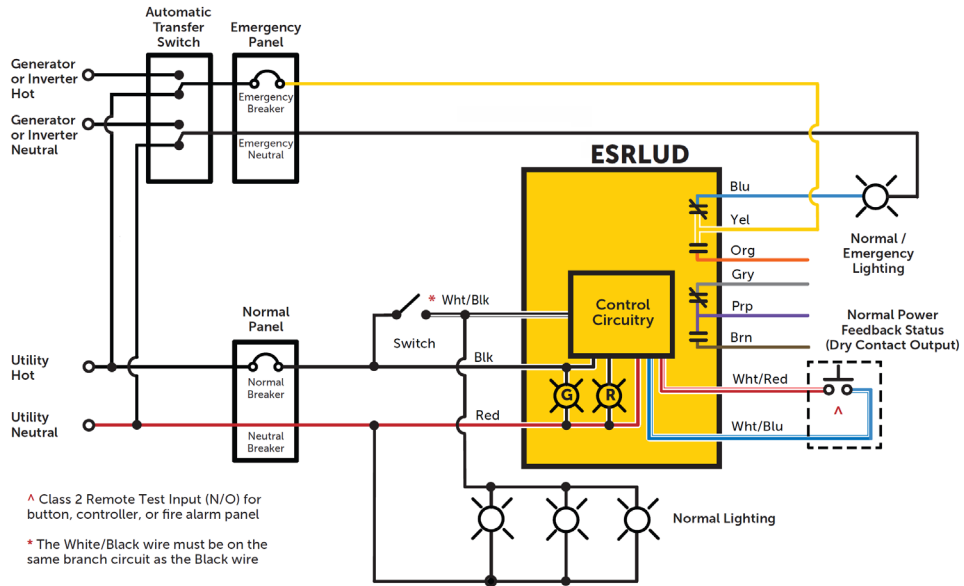 Automatic
Transfer
Switch
Emergency
Panel
Generator
or Inverter
Hot
Emergency
Breaker
Generator
or Inverter
Neutral
Emergency
Neutral
ESRLUD
Blu
Yel
Org
Normal /
Emergency
Lighting
Gry
Prp
Brn
Control
Circuitry
* Wht/Blk
Switch
Normal Power
Feedback Status
(Dry Contact Output)
Normal
Panel
Utility
Hot
Normal
Breaker
Blk
G
R
Wht/Red
^
Utility
Neutral
Neutral
Breaker
Red
Wht/Blu
Normal Lighting
^ Class 2 Remote Test Input (N/O) for
button, controller, or fire alarm panel
* The White/Black wire must be on the
same branch circuit as the Black wire